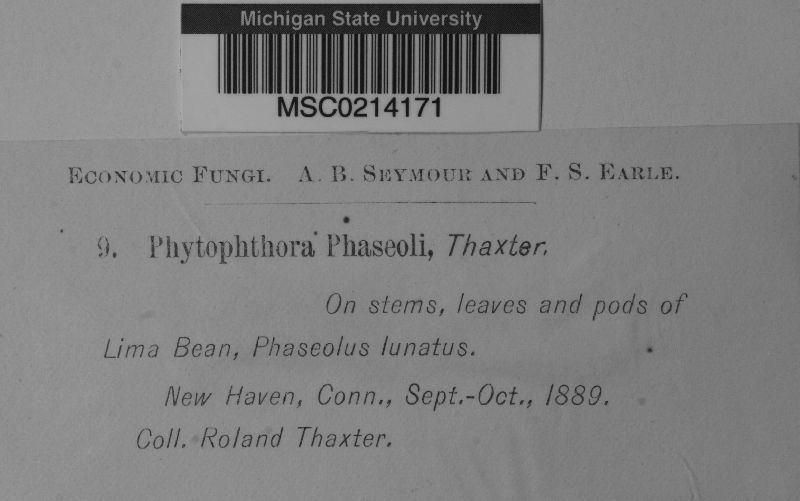 Michigan State University
MSC0214171
Economic Fungi. A. B. Seymour and F. S. Earle.
9. Phytophthora Phaseoli, Thaxter.
On stems, leaves and pods of
Lima Bean, Phaseolus lunatus.
New Haven, Conn., Sept.-Oct., 1889.
Coll. Roland Thaxter.